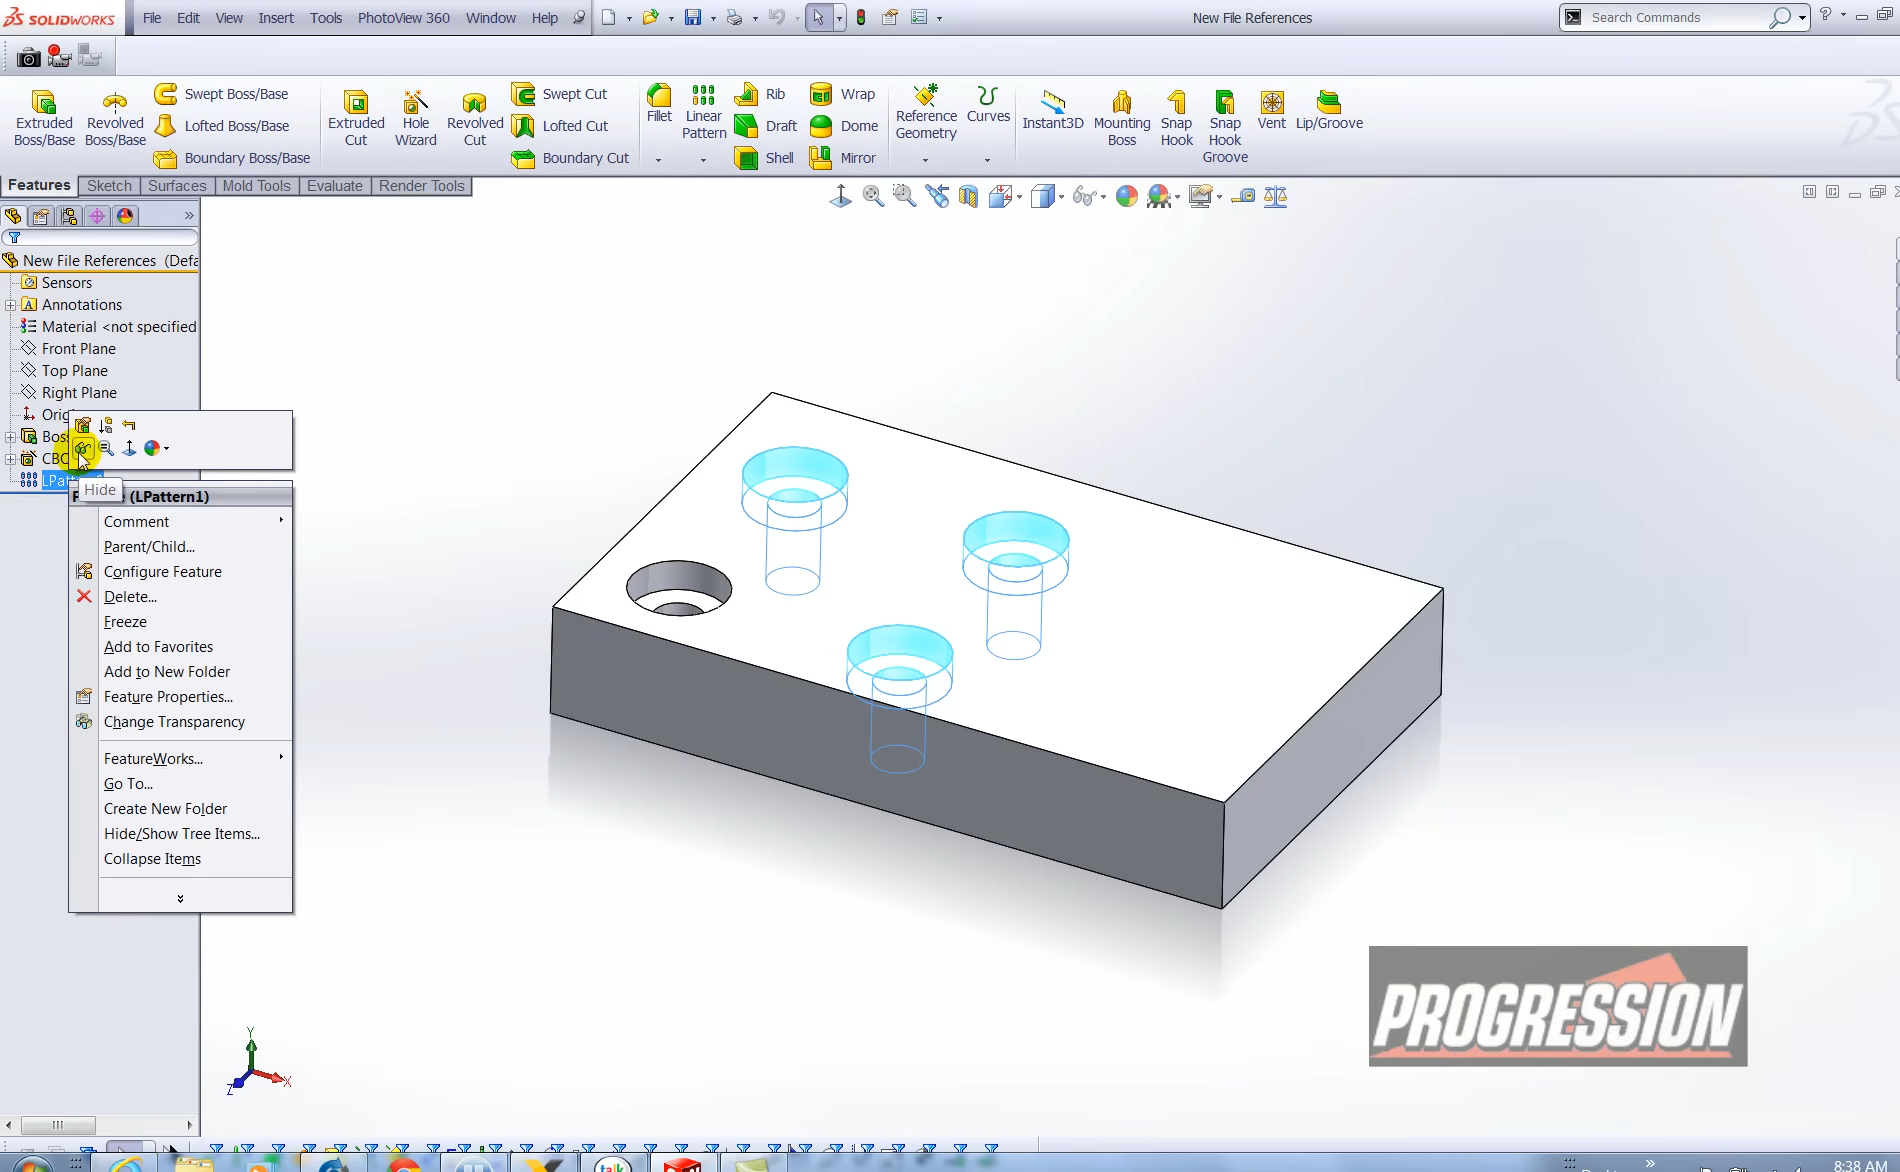 SOLIDWORKS
File Edit View Insert Tools PhotoView 360 Window Help
New File References
Search Commands
Extruded Boss/Base
Revolved Boss/Base
Swept Boss/Base
Lofted Boss/Base
Boundary Boss/Base
Extruded Cut
Hole Wizard
Revolved Cut
Swept Cut
Lofted Cut
Boundary Cut
Fillet
Linear Pattern
Rib
Draft
Shell
Wrap
Dome
Mirror
Reference Geometry
Curves
Instant3D
Mounting Boss
Snap Hook
Snap Hook Groove
Vent
Lip/Groove
Features Sketch Surfaces Mold Tools Evaluate Render Tools
New File References (Defa
Sensors
Annotations
Material <not specified
Front Plane
Top Plane
Right Plane
Orig
Boss
CBO
LPat
Hide
(LPattern1)
Comment
Parent/Child...
Configure Feature
Delete...
Freeze
Add to Favorites
Add to New Folder
Feature Properties...
Change Transparency
FeatureWorks...
Go To...
Create New Folder
Hide/Show Tree Items...
Collapse Items
Y
X
Z
PROGRESSION
talk
8:38 AM